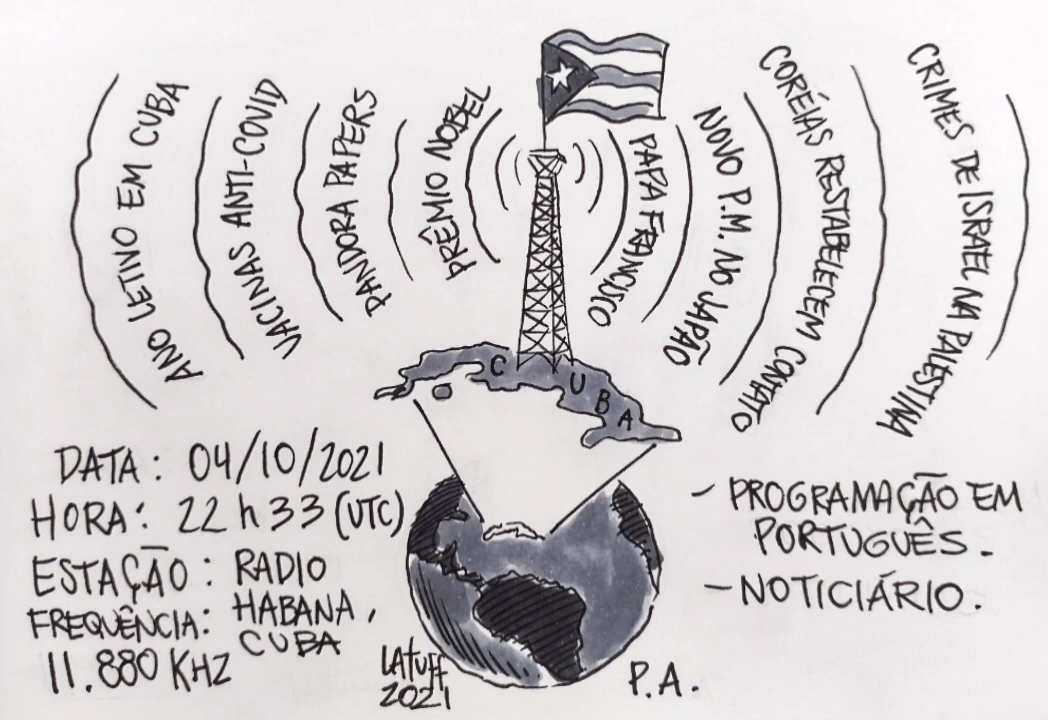 ANO LETIVO EM CUBA
VACINAS ANTI-COVID
PANDORA PAPERS
PRÊMIO NOBEL
PAPA FRANCISCO
NOVO P.M. NO JAPÃO
CORÉIAS RESTABELECEM CONTATO
CRIMES DE ISRAEL NA PALESTINA
CUBA
DATA: 04/10/2021
HORA: 22 h 33 (UTC)
ESTAÇÃO: RADIO
HABANA,
CUBA
FREQUÊNCIA:
11.880 KHZ
LATUFF
2021
P.A.
- PROGRAMAÇÃO EM
PORTUGUÊS.
- NOTICIÁRIO.